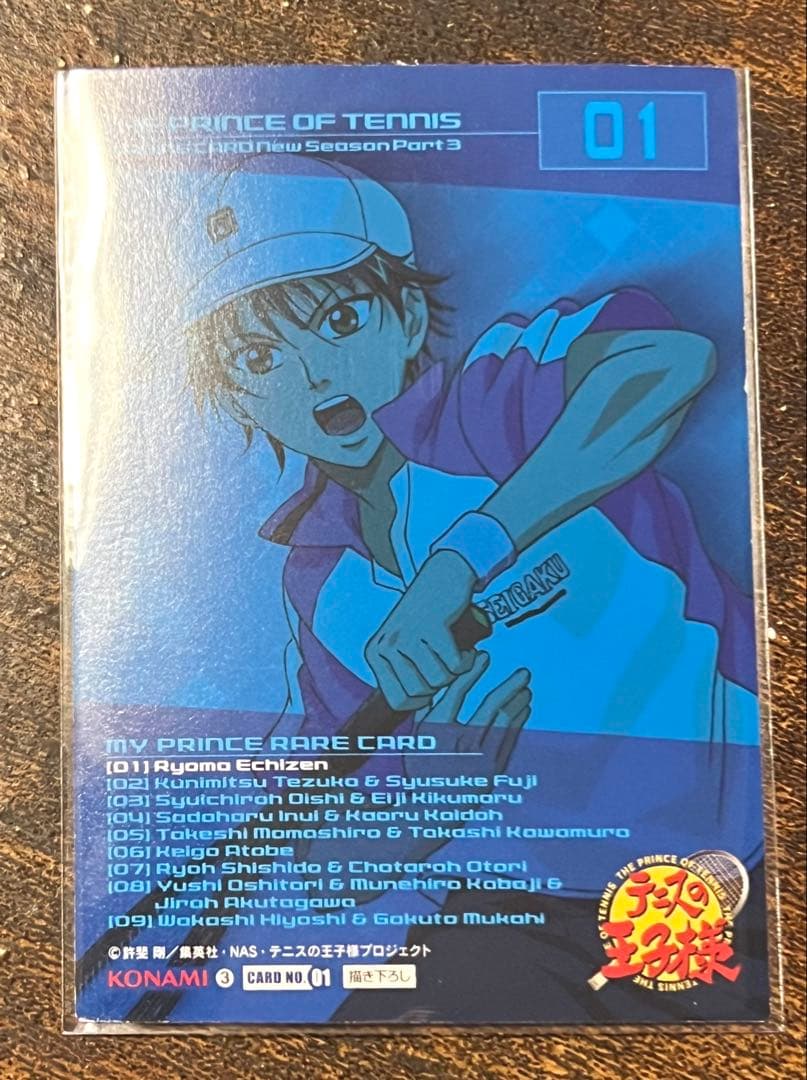 THE PRINCE OF TENNIS
CARD New Season Part 3
01
SEIGAKU
MY PRINCE RARE CARD
[01] Ryoma Echizen
[02] Kunimitsu Tezuka & Syusuke Fuji
[03] Syuichiroh Oishi & Eiji Kikumaru
[04] Sadaharu Inui & Kaoru Kaidoh
[05] Takeshi Momoshiro & Takashi Kawamura
[06] Keigo Atobe
[07] Ryoh Shishido & Chotaroh Otori
[08] Yushi Oshitari & Munehiro Kabaji &
Jiroh Akutagawa
[09] Wakashi Hiyoshi & Gakuto Mukahi
©許斐 剛／集英社・NAS・テニスの王子様プロジェクト
KONAMI 3 CARD NO. 01 描き下ろし
テニスの
王子様
THE PRINCE OF TENNIS